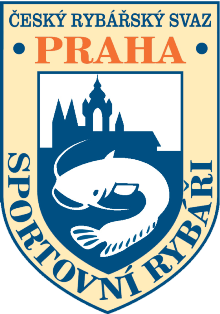 ČESKÝ RYBÁŘSKÝ SVAZ
• PRAHA •
SPORTOVNÍ RYBÁŘI